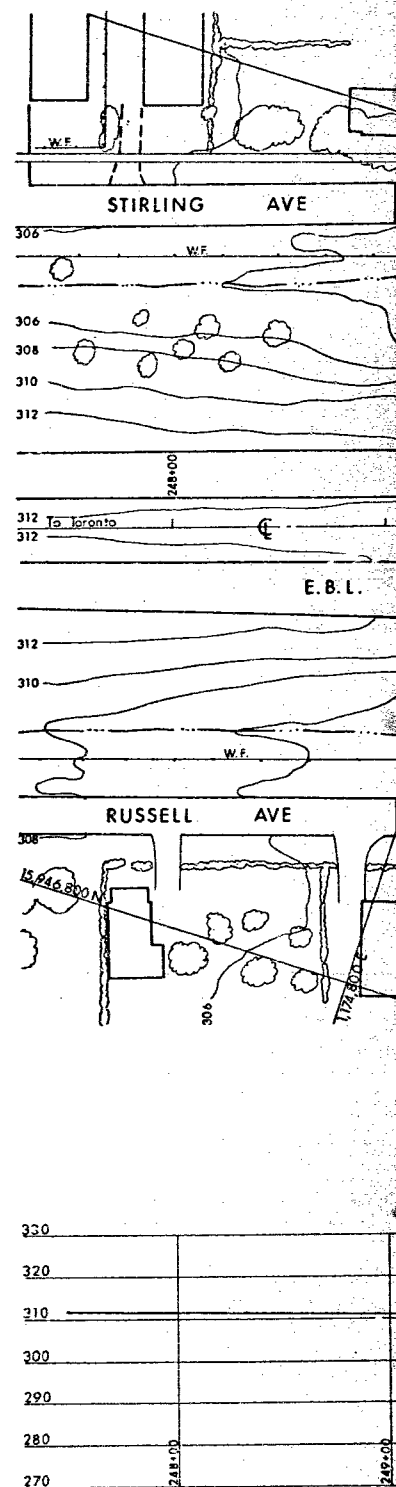 W.F.
STIRLING AVE
306
W.F.
306
308
310
312
248+00
312 To Toronto
℄
312
E.B.L.
312
310
W.F.
RUSSELL AVE
308
15,946,800 N
306
1,174,800 E
330
320
310
300
290
280
270
248+00
249+00